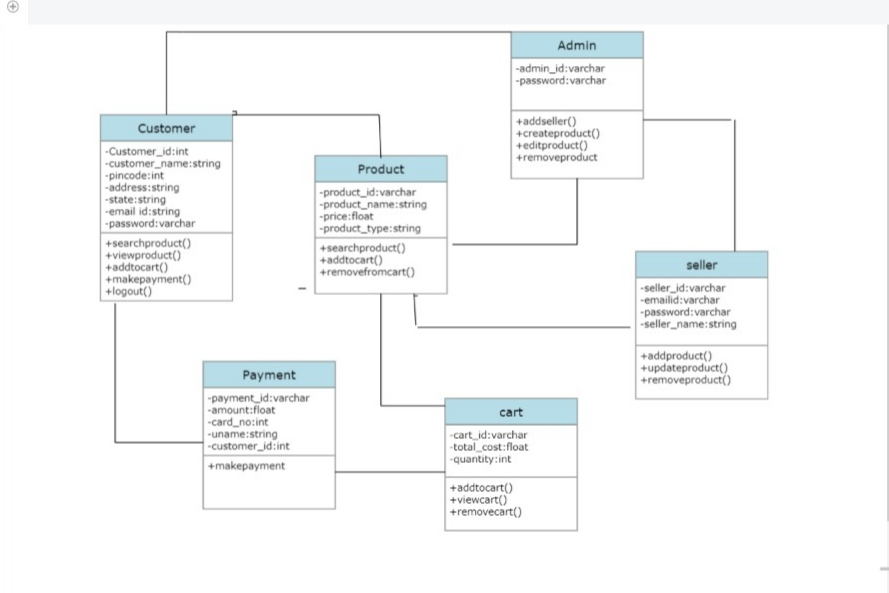 Admin
-admin_id:varchar
-password:varchar
+addseller()
+createproduct()
+editproduct()
+removeproduct
Customer
-Customer_id:int
-customer_name:string
-pincode:int
-address:string
-state:string
-email id:string
-password:varchar
+searchproduct()
+viewproduct()
+addtocart()
+makepayment()
+logout()
Product
-product_id:varchar
-product_name:string
-price:float
-product_type:string
+searchproduct()
+addtocart()
+removefromcart()
seller
-seller_id:varchar
-emailid:varchar
-password:varchar
-seller_name:string
+addproduct()
+updateproduct()
+removeproduct()
Payment
-payment_id:varchar
-amount:float
-card_no:int
-uname:string
-customer_id:int
+makepayment
cart
-cart_id:varchar
-total_cost:float
-quantity:int
+addtocart()
+viewcart()
+removecart()